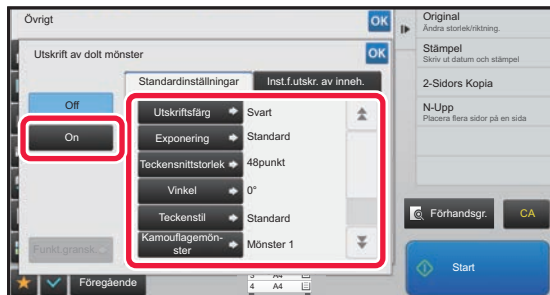 Övrigt
OK
Utskrift av dolt mönster
OK
Standardinställningar
Inst.f.utskr. av inneh.
Off
On
Utskriftsfärg
Svart
Exponering
Standard
Teckensnittstorlek
48punkt
Vinkel
0°
Teckenstil
Standard
Kamouflagemön-
ster
Mönster 1
Funkt.gransk.
Föregående
A4
4 A4
Original
Ändra storlek/riktning.
Stämpel
Skriv ut datum och stämpel
2-Sidors Kopia
N-Upp
Placera flera sidor på en sida
Förhandsgr.
CA
Start